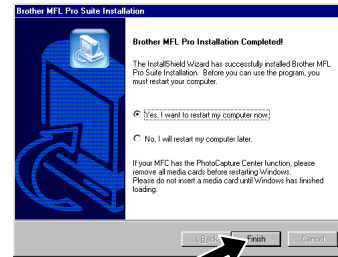 Brother MFL Pro Suite Installation
Brother MFL Pro Installation Completed!
The InstallShield Wizard has successfully installed Brother MFL
Pro Suite Installation. Before you can use the program, you
must restart your computer.
Yes, I want to restart my computer now.
No, I will restart my computer later.
If your MFC has the PhotoCapture Center function, please
remove all media cards before restarting Windows.
Please do not insert a media card until Windows has finished
loading.
< Back
Finish
Cancel